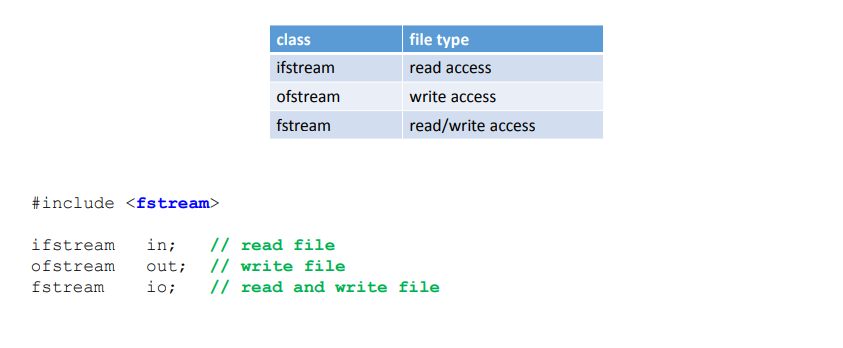 class file type
ifstream read access
ofstream write access
fstream read/write access
#include <fstream>
ifstream in; // read file
ofstream out; // write file
fstream io; // read and write file